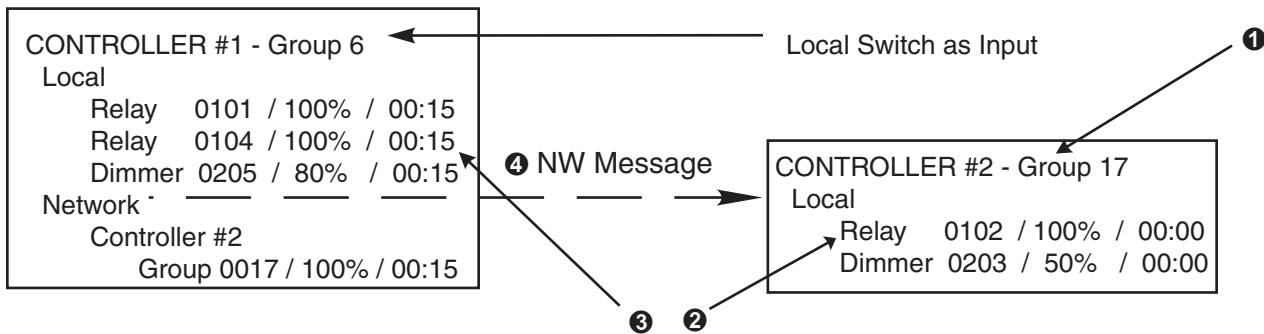 CONTROLLER #1 - Group 6
Local
Relay 0101 / 100% / 00:15
Relay 0104 / 100% / 00:15
Dimmer 0205 / 80% / 00:15
Network
Controller #2
Group 0017 / 100% / 00:15
Local Switch as Input
❶
❹ NW Message
CONTROLLER #2 - Group 17
Local
Relay 0102 / 100% / 00:00
Dimmer 0203 / 50% / 00:00
❸ ❷